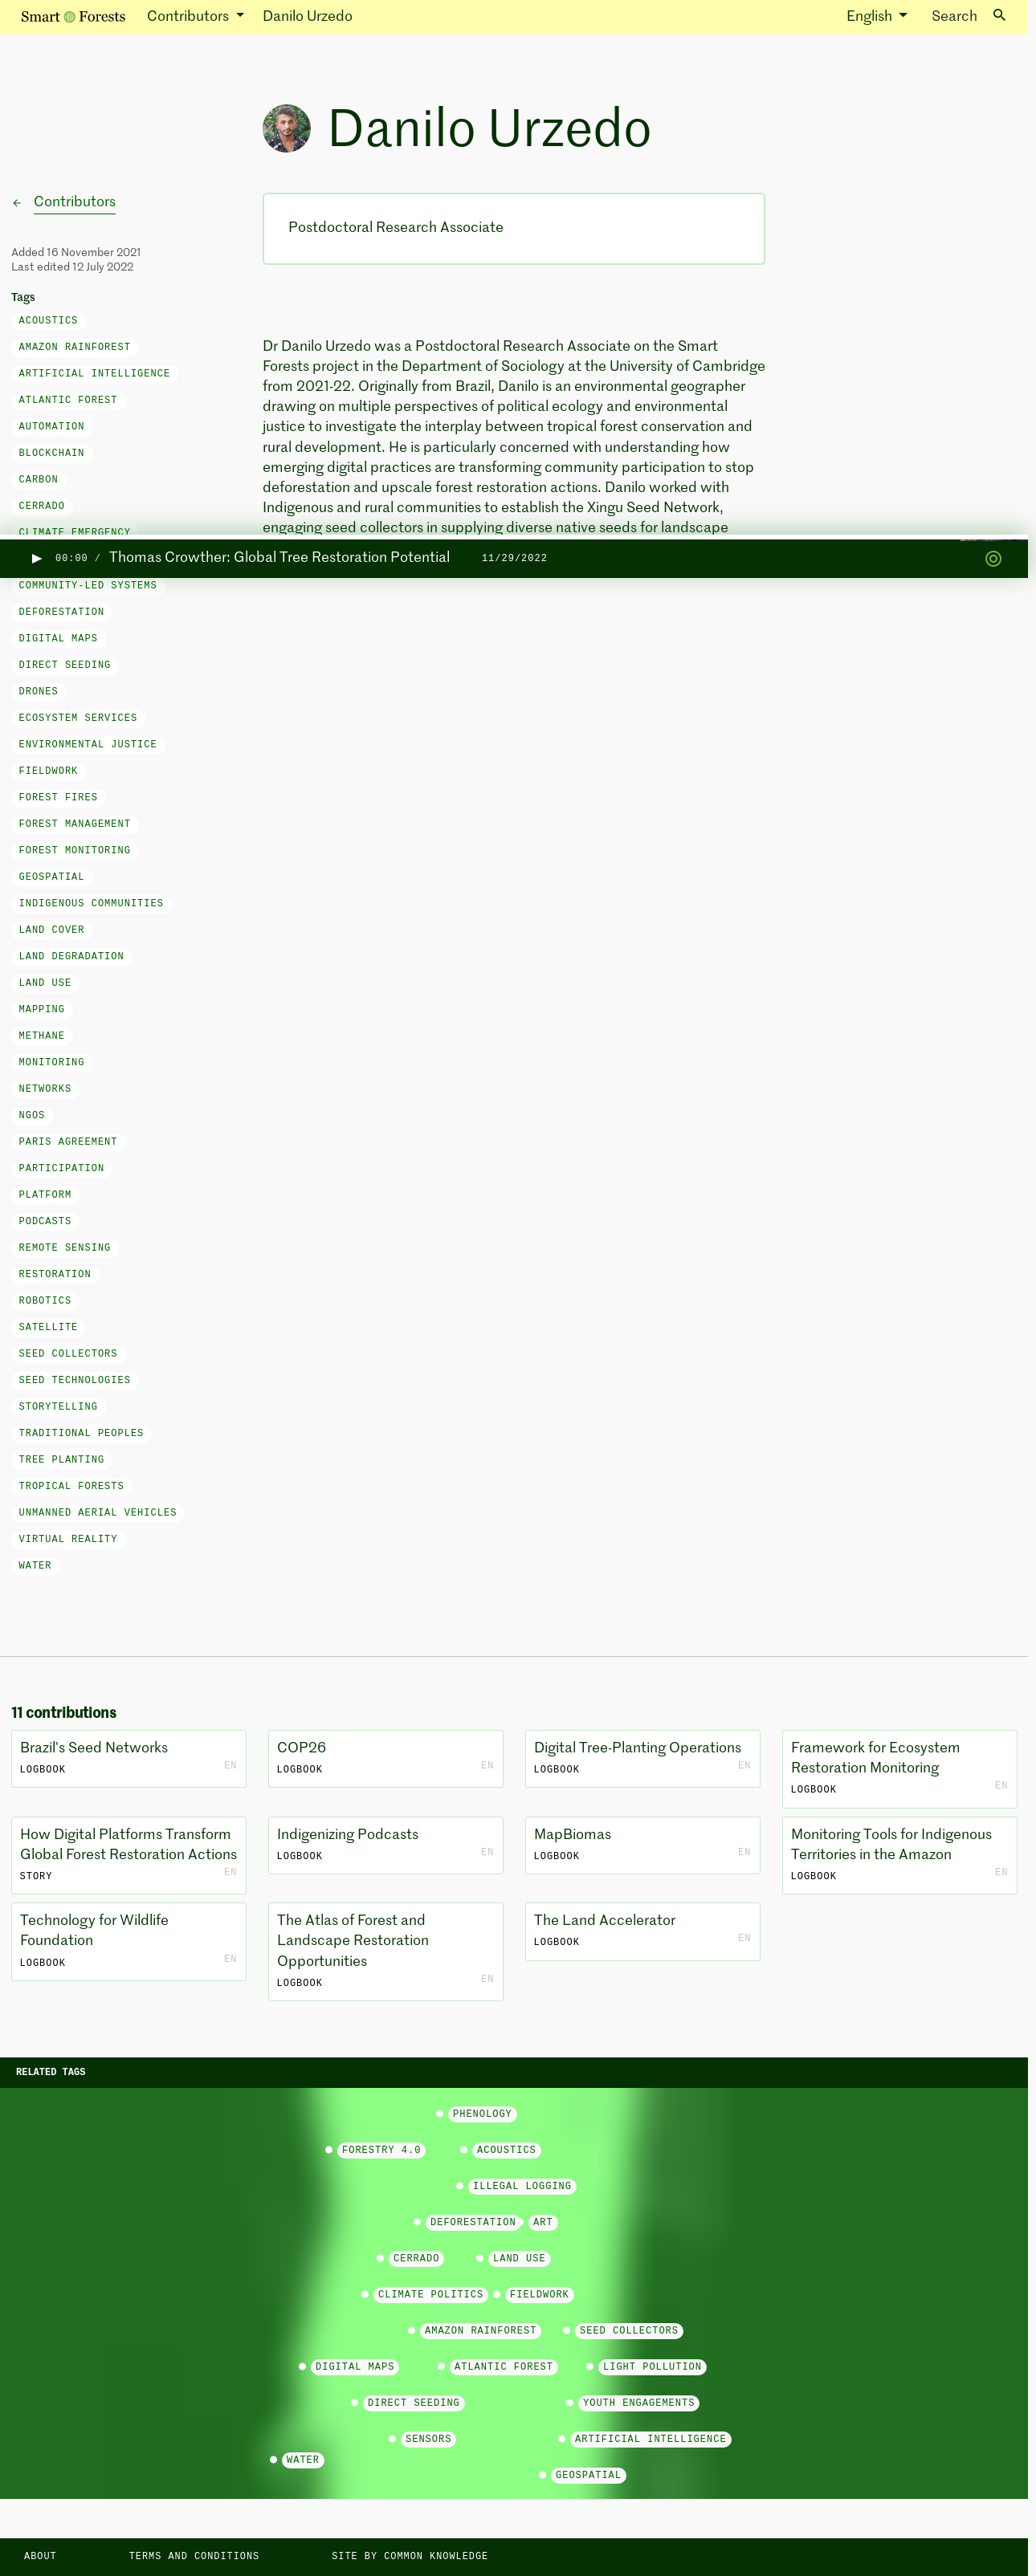 Smart Forests Contributors Danilo Urzedo English Search
Danilo Urzedo
Contributors
Postdoctoral Research Associate
Added 16 November 2021
Last edited 12 July 2022
Tags
ACOUSTICS
AMAZON RAINFOREST
ARTIFICIAL INTELLIGENCE
ATLANTIC FOREST
AUTOMATION
BLOCKCHAIN
CARBON
CERRADO
CLIMATE EMERGENCY
Dr Danilo Urzedo was a Postdoctoral Research Associate on the Smart
Forests project in the Department of Sociology at the University of Cambridge
from 2021-22. Originally from Brazil, Danilo is an environmental geographer
drawing on multiple perspectives of political ecology and environmental
justice to investigate the interplay between tropical forest conservation and
rural development. He is particularly concerned with understanding how
emerging digital practices are transforming community participation to stop
deforestation and upscale forest restoration actions. Danilo worked with
Indigenous and rural communities to establish the Xingu Seed Network,
engaging seed collectors in supplying diverse native seeds for landscape
00:00 / Thomas Crowther: Global Tree Restoration Potential 11/29/2022
COMMUNITY-LED SYSTEMS
DEFORESTATION
DIGITAL MAPS
DIRECT SEEDING
DRONES
ECOSYSTEM SERVICES
ENVIRONMENTAL JUSTICE
FIELDWORK
FOREST FIRES
FOREST MANAGEMENT
FOREST MONITORING
GEOSPATIAL
INDIGENOUS COMMUNITIES
LAND COVER
LAND DEGRADATION
LAND USE
MAPPING
METHANE
MONITORING
NETWORKS
NGOS
PARIS AGREEMENT
PARTICIPATION
PLATFORM
PODCASTS
REMOTE SENSING
RESTORATION
ROBOTICS
SATELLITE
SEED COLLECTORS
SEED TECHNOLOGIES
STORYTELLING
TRADITIONAL PEOPLES
TREE PLANTING
TROPICAL FORESTS
UNMANNED AERIAL VEHICLES
VIRTUAL REALITY
WATER
11 contributions
Brazil's Seed Networks
LOGBOOK EN
COP26
LOGBOOK EN
Digital Tree-Planting Operations
LOGBOOK EN
Framework for Ecosystem
Restoration Monitoring
LOGBOOK EN
How Digital Platforms Transform
Global Forest Restoration Actions
STORY EN
Indigenizing Podcasts
LOGBOOK EN
MapBiomas
LOGBOOK EN
Monitoring Tools for Indigenous
Territories in the Amazon
LOGBOOK EN
Technology for Wildlife
Foundation
LOGBOOK EN
The Atlas of Forest and
Landscape Restoration
Opportunities
LOGBOOK EN
The Land Accelerator
LOGBOOK EN
RELATED TAGS
PHENOLOGY
FORESTRY 4.0 ACOUSTICS
ILLEGAL LOGGING
DEFORESTATION ART
CERRADO LAND USE
CLIMATE POLITICS FIELDWORK
AMAZON RAINFOREST SEED COLLECTORS
DIGITAL MAPS ATLANTIC FOREST LIGHT POLLUTION
DIRECT SEEDING YOUTH ENGAGEMENTS
SENSORS ARTIFICIAL INTELLIGENCE
WATER
GEOSPATIAL
ABOUT TERMS AND CONDITIONS SITE BY COMMON KNOWLEDGE